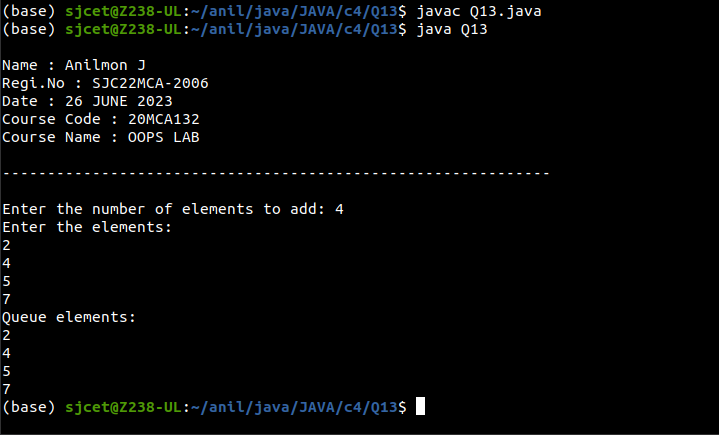 (base) sjcet@Z238-UL:~/anil/java/JAVA/c4/Q13$ javac Q13.java
(base) sjcet@Z238-UL:~/anil/java/JAVA/c4/Q13$ java Q13
Name : Anilmon J
Regi.No : SJC22MCA-2006
Date : 26 JUNE 2023
Course Code : 20MCA132
Course Name : OOPS LAB
-------------------------------------------------------------
Enter the number of elements to add: 4
Enter the elements:
2
4
5
7
Queue elements:
2
4
5
7
(base) sjcet@Z238-UL:~/anil/java/JAVA/c4/Q13$